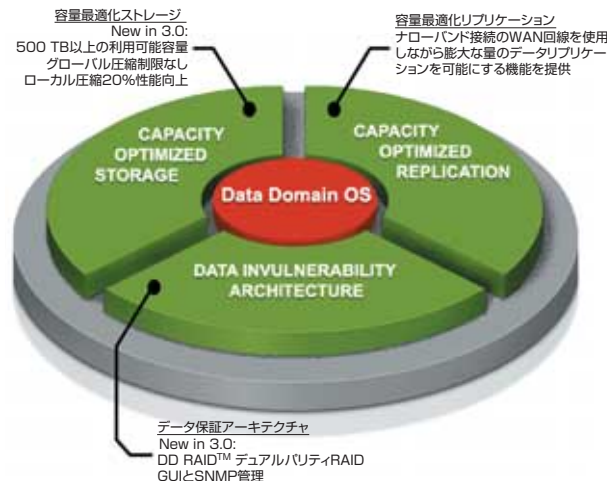 容量最適化ストレージ
New in 3.0:
500 TB以上の利用可能容量
グローバル圧縮制限なし
ローカル圧縮20%性能向上
容量最適化リプリケーション
ナローバンド接続のWAN回線を使用
しながら膨大な量のデータリプリケー
ションを可能にする機能を提供
CAPACITY
OPTIMIZED
STORAGE
CAPACITY
OPTIMIZED
REPLICATION
Data Domain OS
DATA INVULNERABILITY
ARCHITECTURE
データ保証アーキテクチャ
New in 3.0:
DD RAID™ デュアルパリティRAID
GUIとSNMP管理